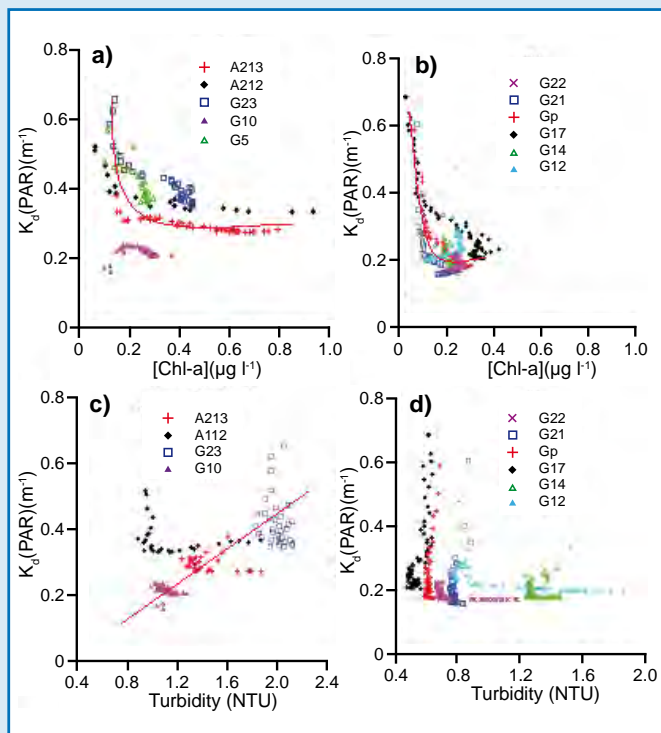 a)
A213
A212
G23
G10
G5
0.8
0.6
0.4
0.2
0
K_d(PAR)(m⁻¹)
0 0.2 0.4 0.6 0.8 1.0
[Chl-a](µg l⁻¹)
b)
G22
G21
Gp
G17
G14
G12
0.8
0.6
0.4
0.2
0
K_d(PAR)(m⁻¹)
0 0.2 0.4 0.6 0.8 1.0
[Chl-a](µg l⁻¹)
c)
A213
A112
G23
G10
0.8
0.6
0.4
0.2
0
K_d(PAR)(m⁻¹)
0.4 0.8 1.2 1.6 2.0 2.4
Turbidity (NTU)
d)
G22
G21
Gp
G17
G14
G12
0.8
0.6
0.4
0.2
0
K_d(PAR)(m⁻¹)
0.4 0.8 1.2 1.6 2.0
Turbidity (NTU)